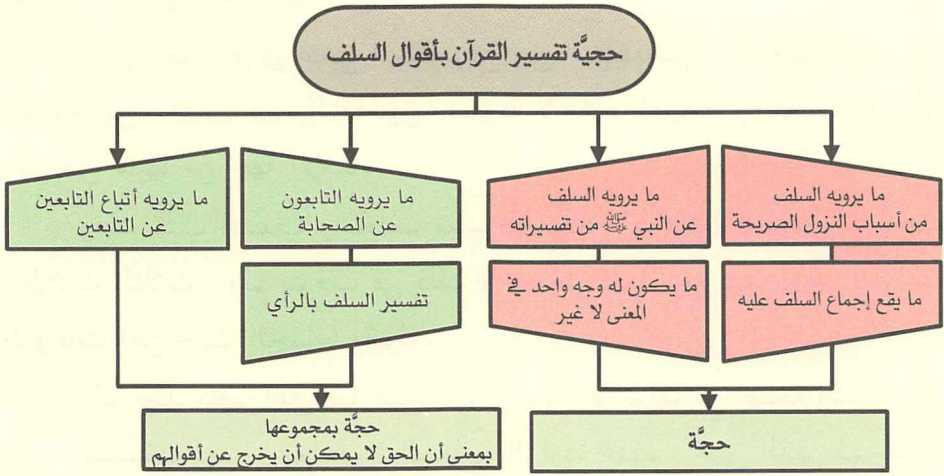 حجيَّة تفسير القرآن بأقوال السلف
ما يرويه السلف
من أسباب النزول الصريحة
ما يرويه السلف
عن النبي ﷺ من تفسيراته
ما يرويه التابعون
عن الصحابة
ما يرويه أتباع التابعين
عن التابعين
ما يقع إجماع السلف عليه
ما يكون له وجه واحد في
المعنى لا غير
تفسير السلف بالرأي
حجَّة
حجَّة بمجموعها
بمعنى أن الحق لا يمكن أن يخرج عن أقوالهم